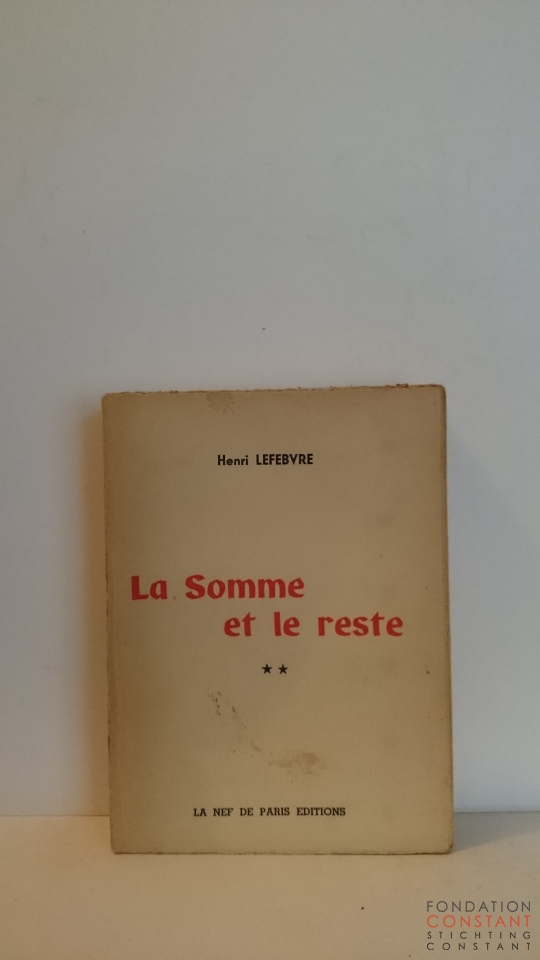 Henri LEFEBVRE
La Somme
et le reste
★ ★
LA NEF DE PARIS EDITIONS
FONDATION
CONSTANT
STICHTING
CONSTANT